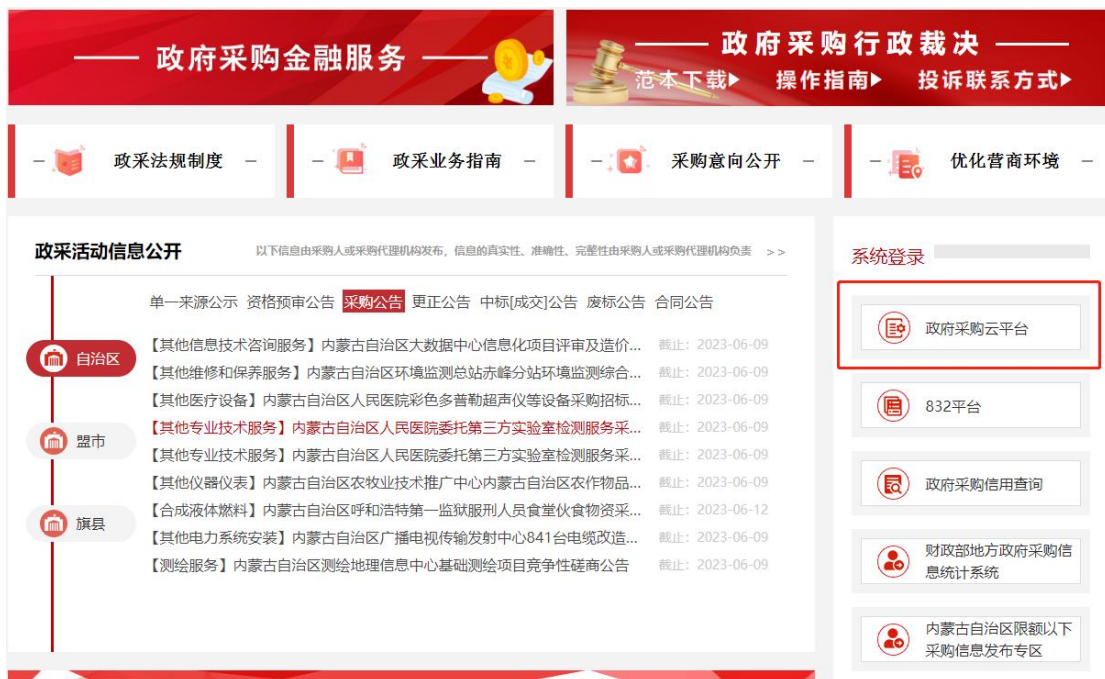 政府采购金融服务
政府采购行政裁决
范本下载 操作指南 投诉联系方式
政采法规制度
政采业务指南
采购意向公开
优化营商环境
政采活动信息公开
以下信息由采购人或采购代理机构发布，信息的真实性、准确性、完整性由采购人或采购代理机构负责 >>
单一来源公示 资格预审公告 采购公告 更正公告 中标[成交]公告 废标公告 合同公告
自治区
盟市
旗县
【其他信息技术咨询服务】内蒙古自治区大数据中心信息化项目评审及造价... 截止：2023-06-09
【其他维修和保养服务】内蒙古自治区环境监测总站赤峰分站环境监测综合... 截止：2023-06-09
【其他医疗设备】内蒙古自治区人民医院彩色多普勒超声仪等设备采购招标... 截止：2023-06-09
【其他专业技术服务】内蒙古自治区人民医院委托第三方实验室检测服务采... 截止：2023-06-09
【其他专业技术服务】内蒙古自治区人民医院委托第三方实验室检测服务采... 截止：2023-06-09
【其他仪器仪表】内蒙古自治区农牧业技术推广中心内蒙古自治区农作物品... 截止：2023-06-09
【合成液体燃料】内蒙古自治区呼和浩特第一监狱服刑人员食堂伙食物资采... 截止：2023-06-12
【其他电力系统安装】内蒙古自治区广播电视传输发射中心841台电缆改造... 截止：2023-06-09
【测绘服务】内蒙古自治区测绘地理信息中心基础测绘项目竞争性磋商公告 截止：2023-06-09
系统登录
政府采购云平台
832平台
政府采购信用查询
财政部地方政府采购信
息统计系统
内蒙古自治区限额以下
采购信息发布专区